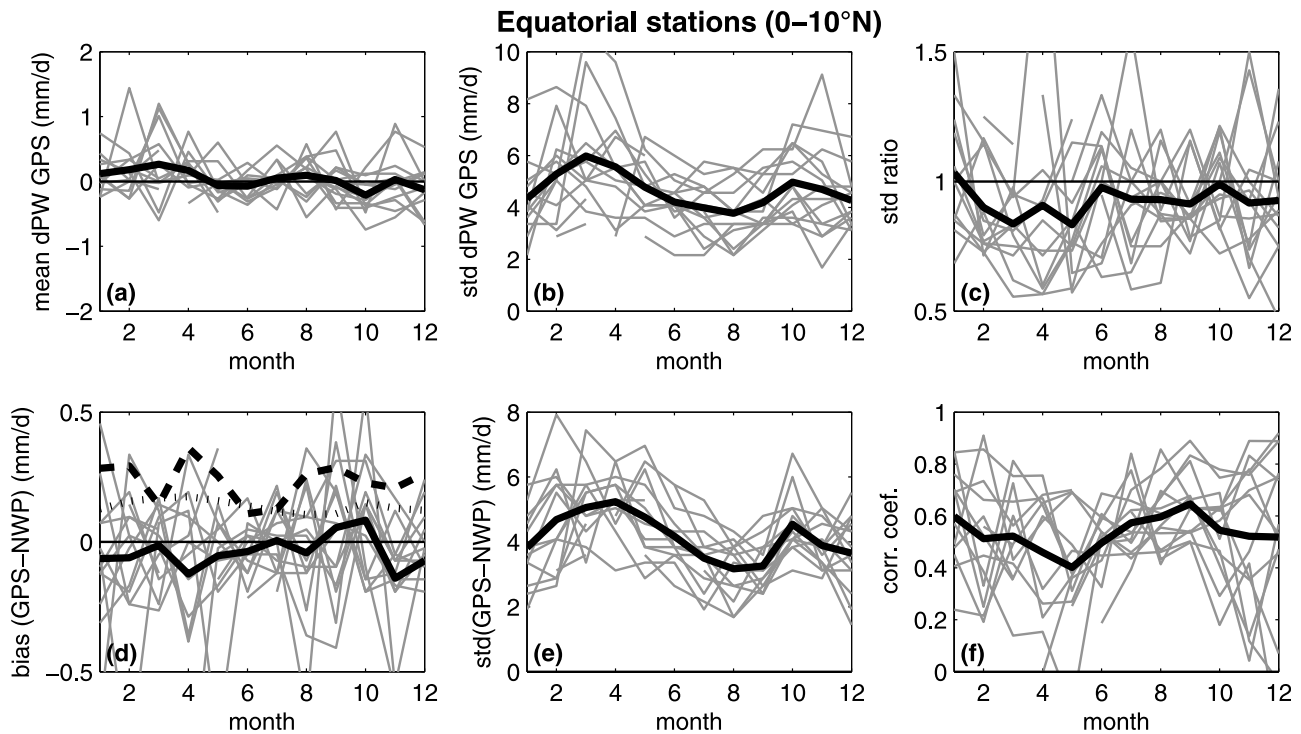 Equatorial stations (0–10°N)
mean dPW GPS (mm/d)
2
1
0
−1
−2
(a)
2 4 6 8 10 12
month
std dPW GPS (mm/d)
10
8
6
4
2
0
(b)
2 4 6 8 10 12
month
std ratio
1.5
1
0.5
(c)
2 4 6 8 10 12
month
bias (GPS−NWP) (mm/d)
0.5
0
−0.5
(d)
2 4 6 8 10 12
month
std(GPS−NWP) (mm/d)
8
6
4
2
0
(e)
2 4 6 8 10 12
month
corr. coef.
1
0.8
0.6
0.4
0.2
0
(f)
2 4 6 8 10 12
month